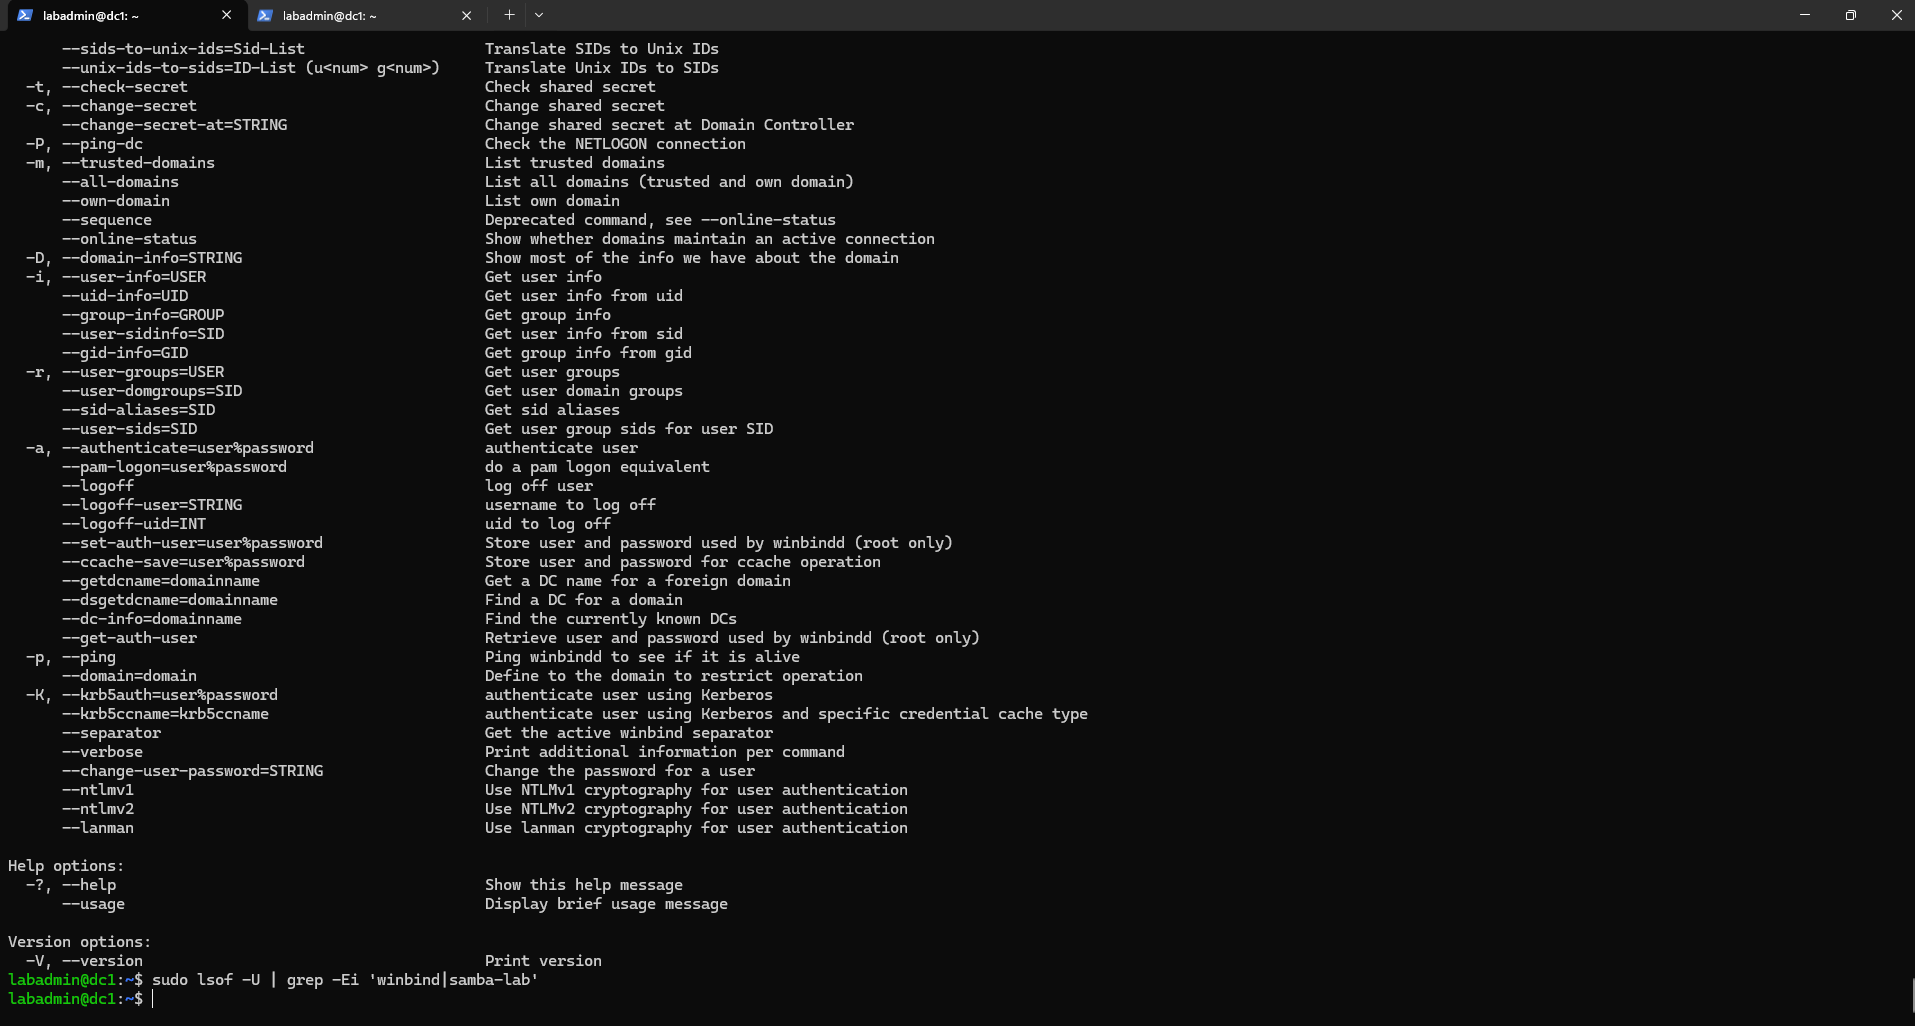 labadmin@dc1: ~
labadmin@dc1: ~
--sids-to-unix-ids=Sid-List Translate SIDs to Unix IDs
--unix-ids-to-sids=ID-List (u<num> g<num>) Translate Unix IDs to SIDs
-t, --check-secret Check shared secret
-c, --change-secret Change shared secret
--change-secret-at=STRING Change shared secret at Domain Controller
-P, --ping-dc Check the NETLOGON connection
-m, --trusted-domains List trusted domains
--all-domains List all domains (trusted and own domain)
--own-domain List own domain
--sequence Deprecated command, see --online-status
--online-status Show whether domains maintain an active connection
-D, --domain-info=STRING Show most of the info we have about the domain
-i, --user-info=USER Get user info
--uid-info=UID Get user info from uid
--group-info=GROUP Get group info
--user-sidinfo=SID Get user info from sid
--gid-info=GID Get group info from gid
-r, --user-groups=USER Get user groups
--user-domgroups=SID Get user domain groups
--sid-aliases=SID Get sid aliases
--user-sids=SID Get user group sids for user SID
-a, --authenticate=user%password authenticate user
--pam-logon=user%password do a pam logon equivalent
--logoff log off user
--logoff-user=STRING username to log off
--logoff-uid=INT uid to log off
--set-auth-user=user%password Store user and password used by winbindd (root only)
--ccache-save=user%password Store user and password for ccache operation
--getdcname=domainname Get a DC name for a foreign domain
--dsgetdcname=domainname Find a DC for a domain
--dc-info=domainname Find the currently known DCs
--get-auth-user Retrieve user and password used by winbindd (root only)
-p, --ping Ping winbindd to see if it is alive
--domain=domain Define to the domain to restrict operation
-K, --krb5auth=user%password authenticate user using Kerberos
--krb5ccname=krb5ccname authenticate user using Kerberos and specific credential cache type
--separator Get the active winbind separator
--verbose Print additional information per command
--change-user-password=STRING Change the password for a user
--ntlmv1 Use NTLMv1 cryptography for user authentication
--ntlmv2 Use NTLMv2 cryptography for user authentication
--lanman Use lanman cryptography for user authentication
Help options:
-?, --help Show this help message
--usage Display brief usage message
Version options:
-V, --version Print version
labadmin@dc1:~$ sudo lsof -U | grep -Ei 'winbind|samba-lab'
labadmin@dc1:~$